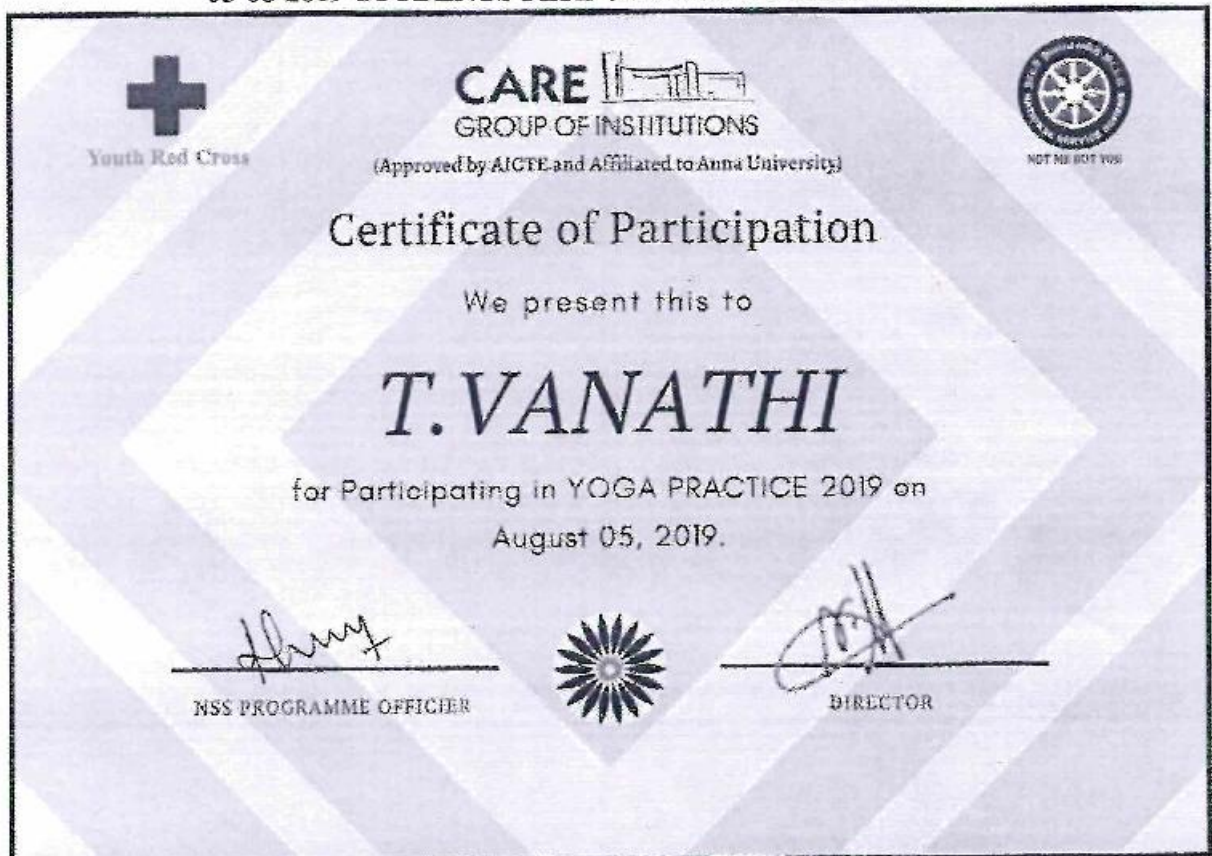 Youth Red Cross
CARE
GROUP OF INSTITUTIONS
(Approved by AICTE and Affiliated to Anna University)
NOT ME BUT YOU
Certificate of Participation
We present this to
T.VANATHI
for Participating in YOGA PRACTICE 2019 on
August 05, 2019.
NSS PROGRAMME OFFICIER
DIRECTOR